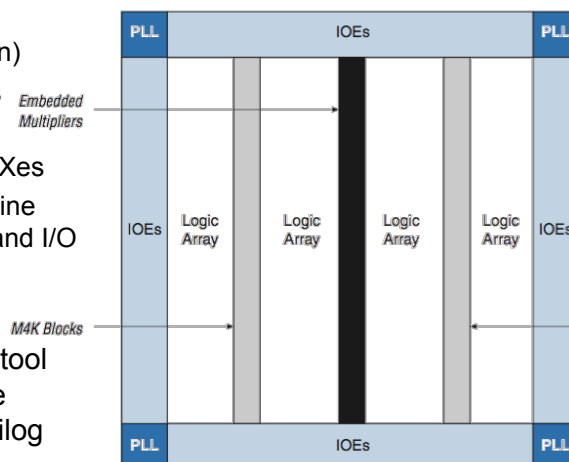 PLL IOEs PLL
n)
Embedded
Multipliers
Xes
ine
and I/O
IOEs
Logic
Array
Logic
Array
Logic
Array
Logic
Array
IOEs
M4K Blocks
tool
e
ilog
PLL IOEs PLL